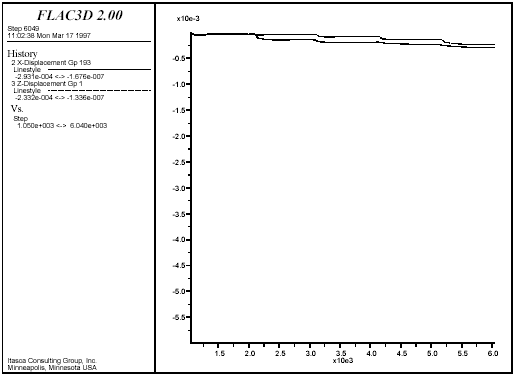 FLAC3D 2.00
Step 6049
11:02:38 Mon Mar 17 1997
History
2 X-Displacement Gp 193
Linestyle
-2.931e-004 <-> -1.676e-007
3 Z-Displacement Gp 1
Linestyle
-2.332e-004 <-> -1.336e-007
Vs.
Step
1.050e+003 <-> 6.040e+003
Itasca Consulting Group, Inc.
Minneapolis, Minnesota USA
x10e-3
-0.5
-1.0
-1.5
-2.0
-2.5
-3.0
-3.5
-4.0
-4.5
-5.0
-5.5
1.5 2.0 2.5 3.0 3.5 4.0 4.5 5.0 5.5 6.0
x10e3